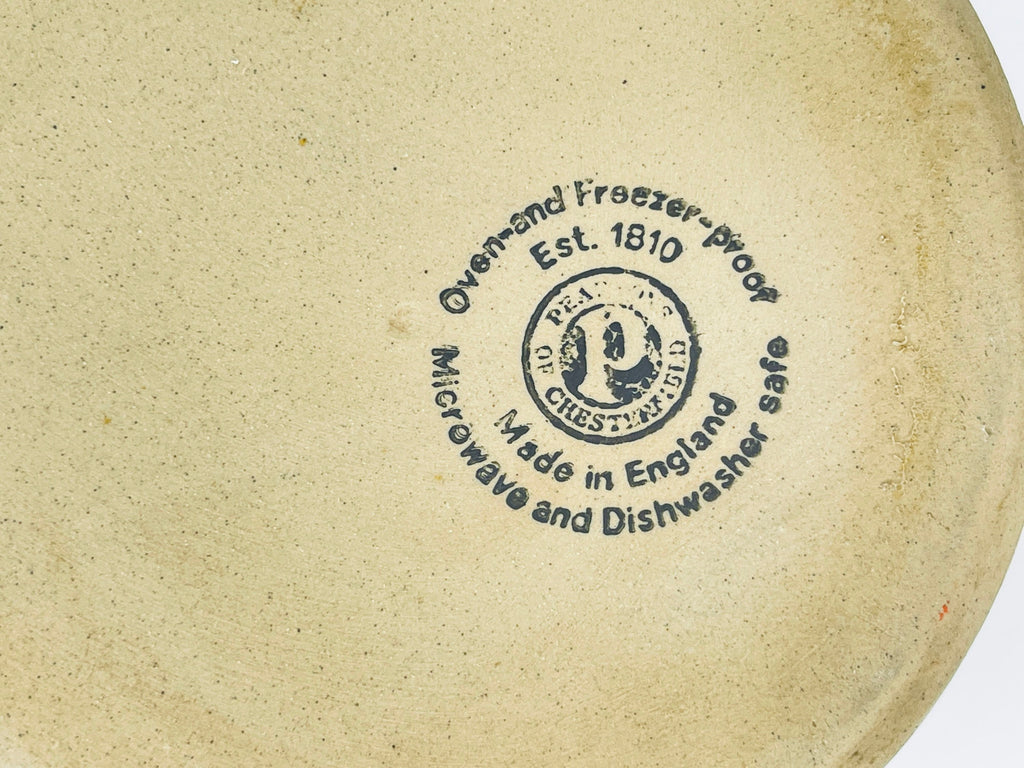 Oven-and Freezer-proof
Est. 1810
PEARSONS
OF CHESTERFIELD
P
Made in England
Microwave and Dishwasher safe